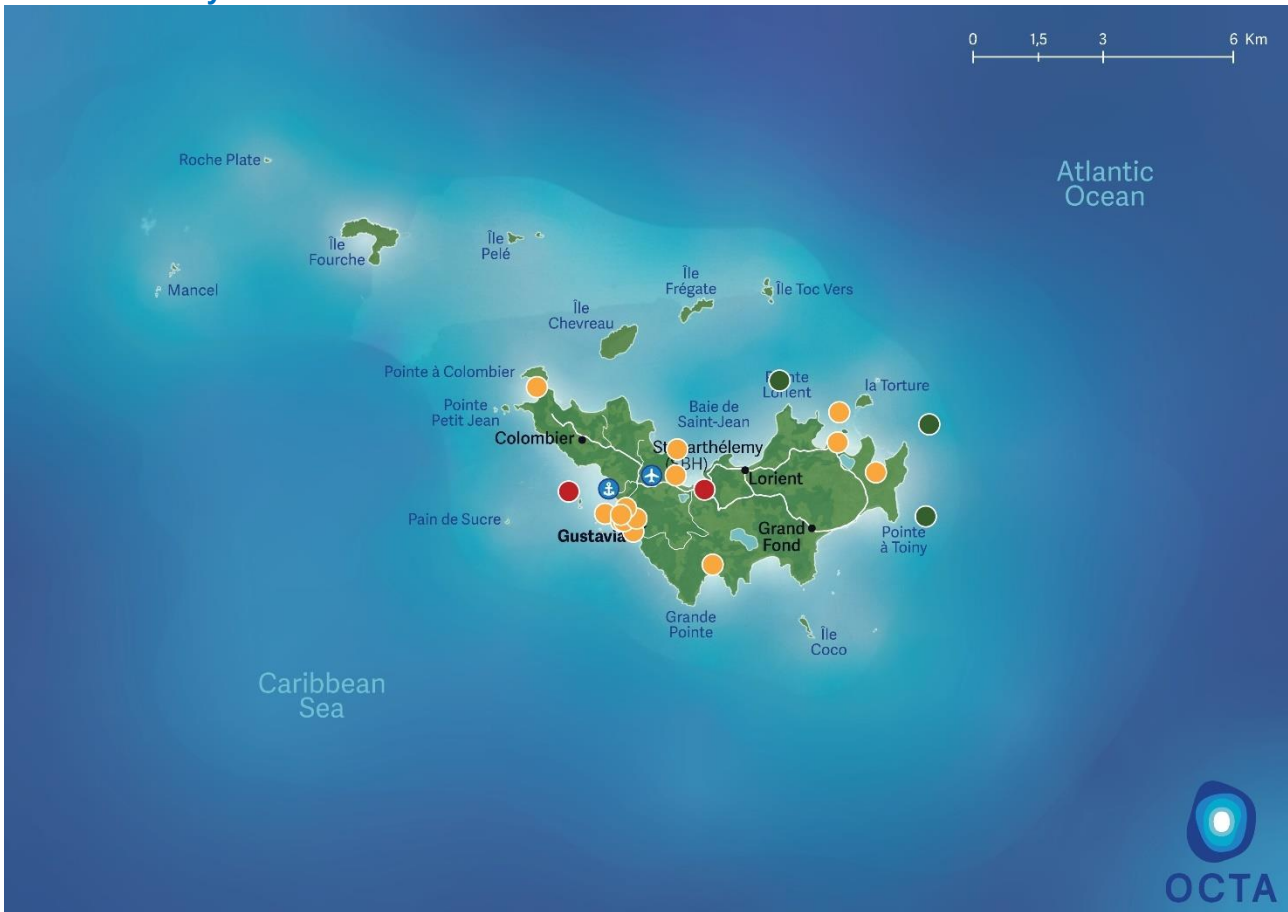 0 1,5 3 6 Km
Atlantic
Ocean
Roche Plate
Île
Fourche
Île
Pelé
Mancel
Île
Frégate
Île Toc Vers
Île
Chevreau
Pointe à Colombier
Lorient
la Torture
Pointe
Petit Jean
Baie de
Saint-Jean
Colombier
Lorient
Pain de Sucre
Gustavia
Grand
Fond
Pointe
à Toiny
Grande
Pointe
Île
Coco
Caribbean
Sea
OCTA